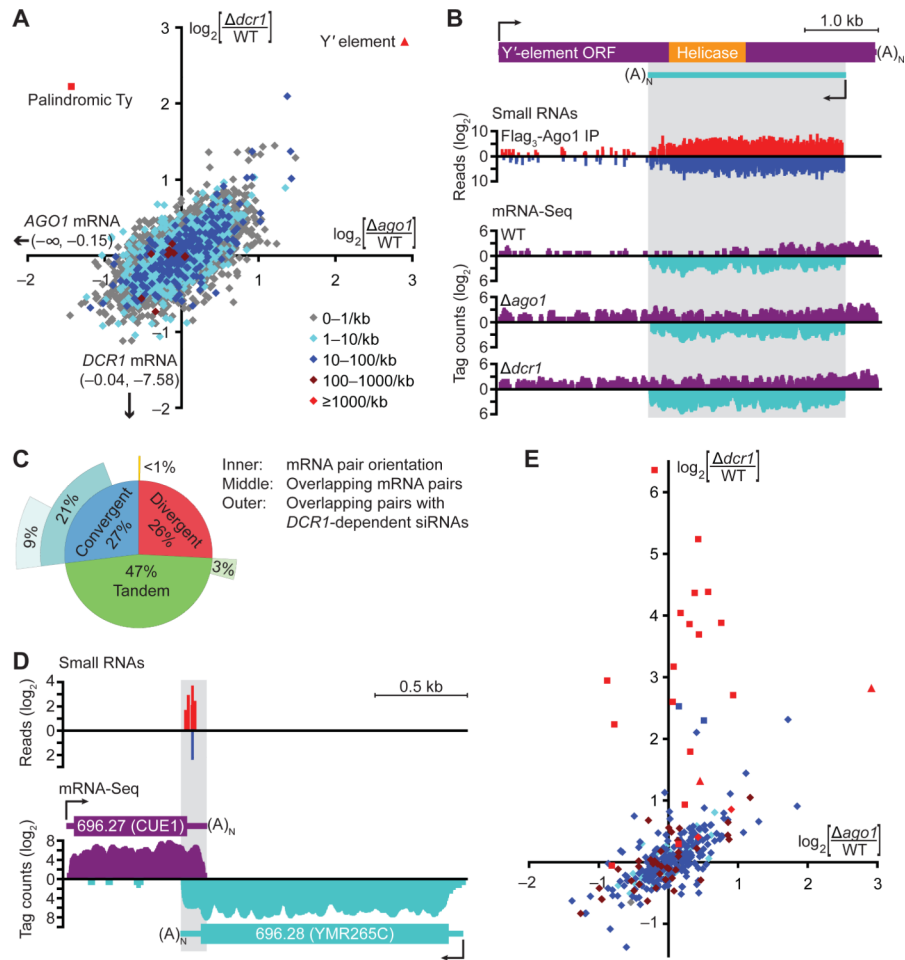 A
log₂[Δdcr1/WT]
3
Y′ element
Palindromic Ty
2
1
AGO1 mRNA
(−∞, −0.15)
log₂[Δago1/WT]
−2
−1
1
2
3
−1
DCR1 mRNA
(−0.04, −7.58)
−2
0–1/kb
1–10/kb
10–100/kb
100–1000/kb
≥1000/kb
B
1.0 kb
Y′-element ORF
Helicase
(A)N
(A)N
Small RNAs
Flag₃-Ago1 IP
Reads (log₂)
10
0
10
mRNA-Seq
WT
Tag counts (log₂)
6
0
6
Δago1
6
0
6
Δdcr1
6
0
6
C
<1%
21%
9%
Convergent
27%
Divergent
26%
47%
Tandem
3%
Inner: mRNA pair orientation
Middle: Overlapping mRNA pairs
Outer: Overlapping pairs with
DCR1-dependent siRNAs
D
Small RNAs
0.5 kb
Reads (log₂)
4
2
0
2
mRNA-Seq
696.27 (CUE1)
(A)N
Tag counts (log₂)
8
4
0
4
8
(A)N
696.28 (YMR265C)
E
log₂[Δdcr1/WT]
6
5
4
3
2
1
log₂[Δago1/WT]
−2
−1
0
1
2
3
−1